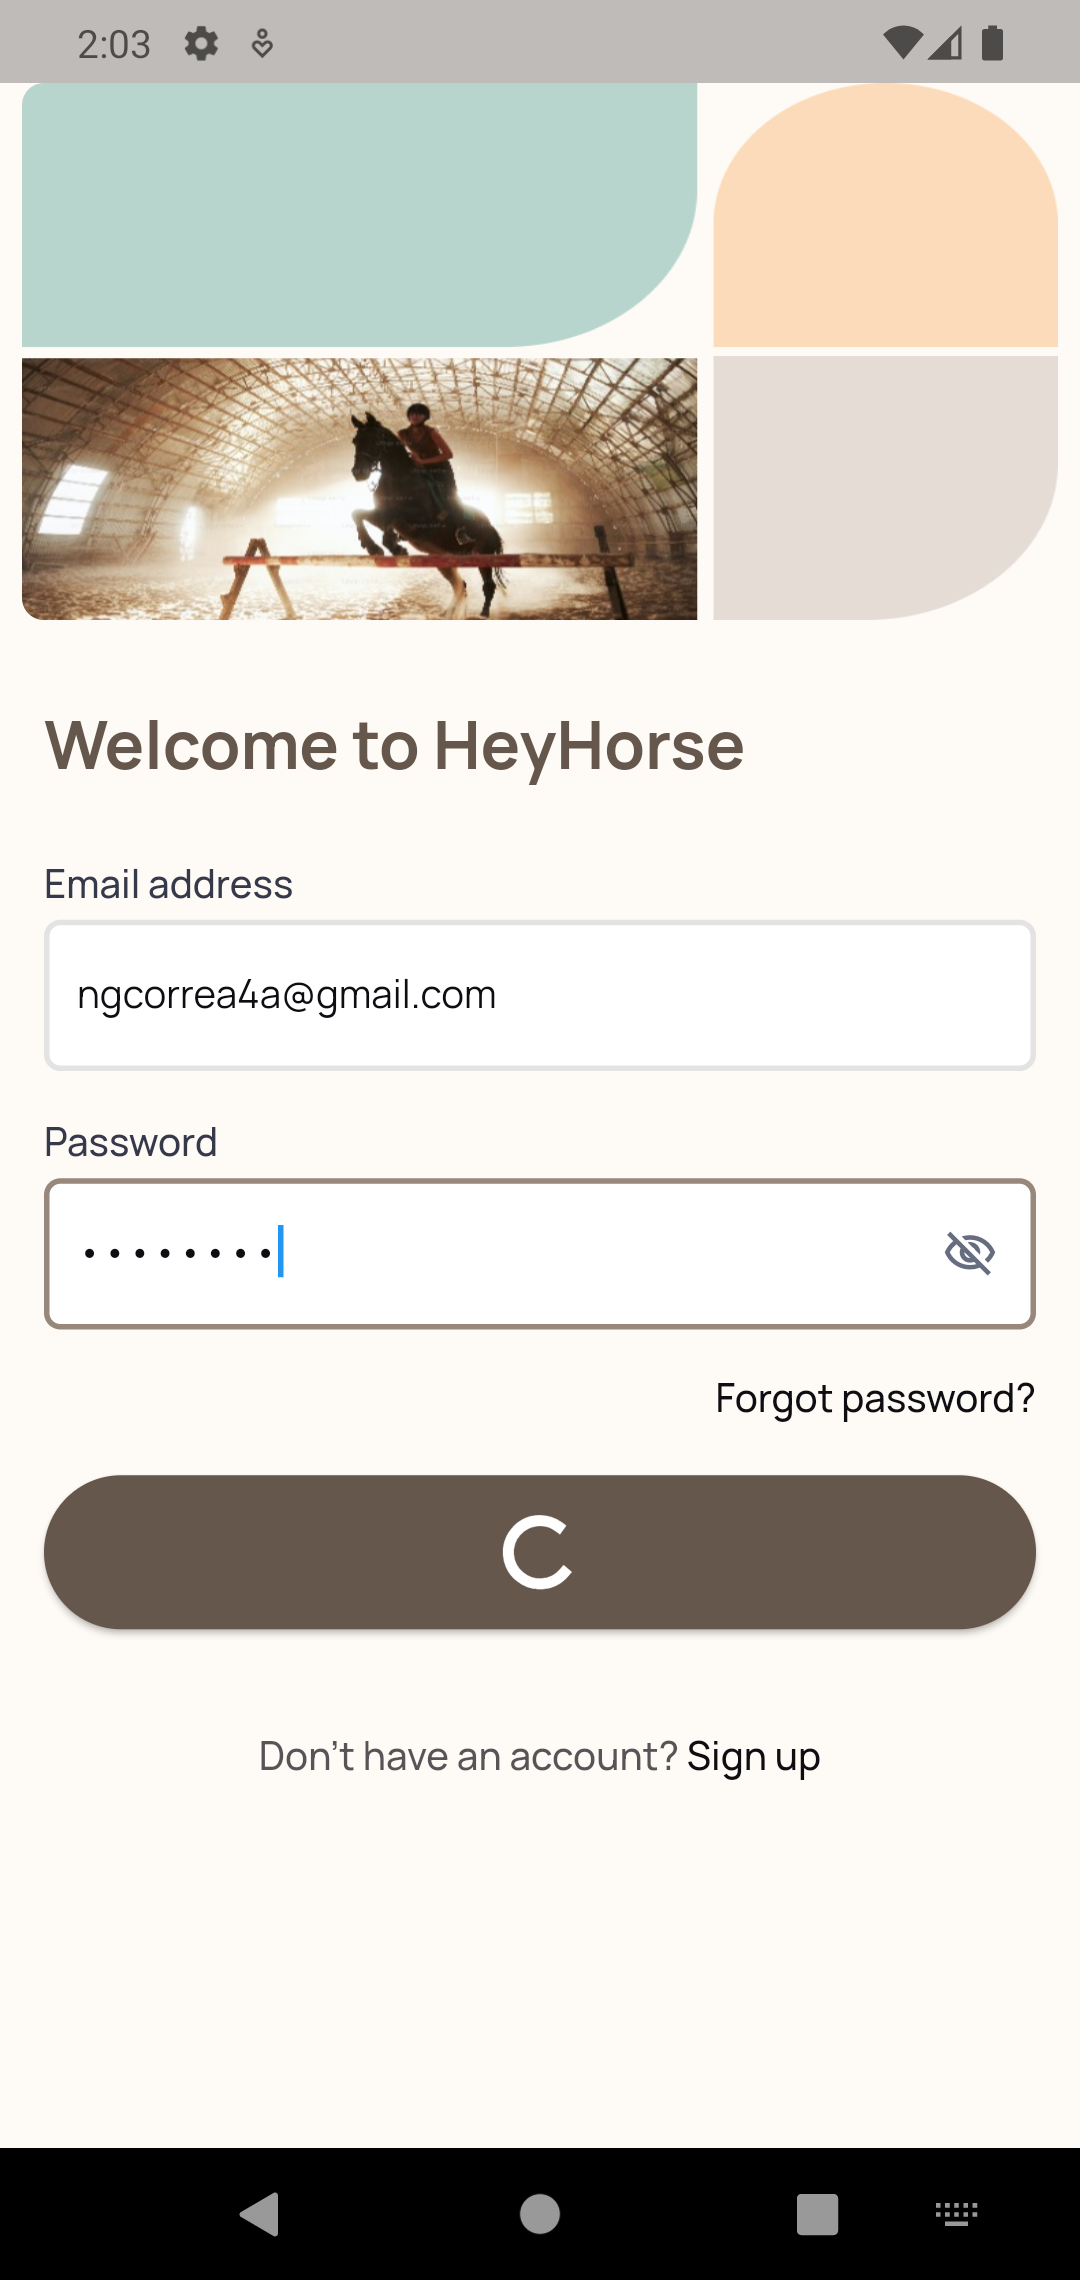 2:03
Welcome to HeyHorse
Email address
ngcorrea4a@gmail.com
Password
••••••••
Forgot password?
Don't have an account? Sign up